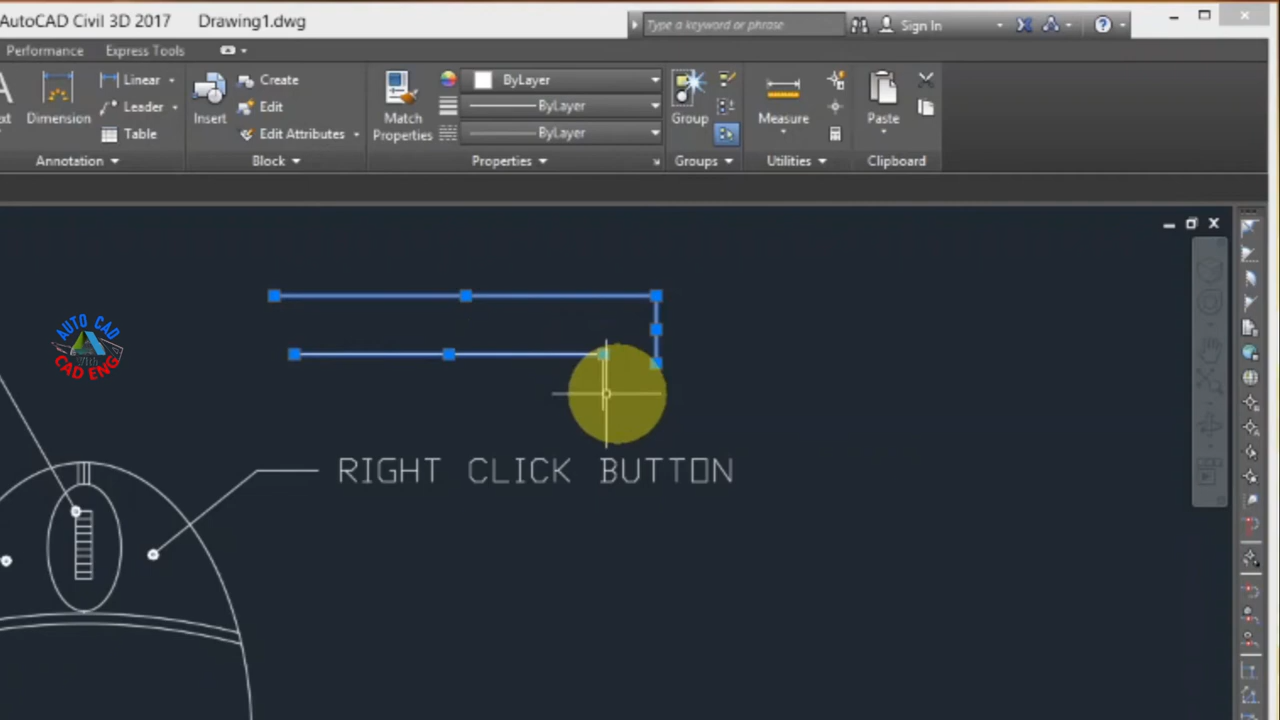 AutoCAD Civil 3D 2017 Drawing1.dwg
Type a keyword or phrase
Sign In
Performance Express Tools
Linear
Create
ByLayer
Leader
Edit
ByLayer
Table
Edit Attributes
ByLayer
Dimension
Insert
Match
Properties
Group
Measure
Paste
Annotation
Block
Properties
Groups
Utilities
Clipboard
AUTO CAD
With
CAD ENG
RIGHT CLICK BUTTON